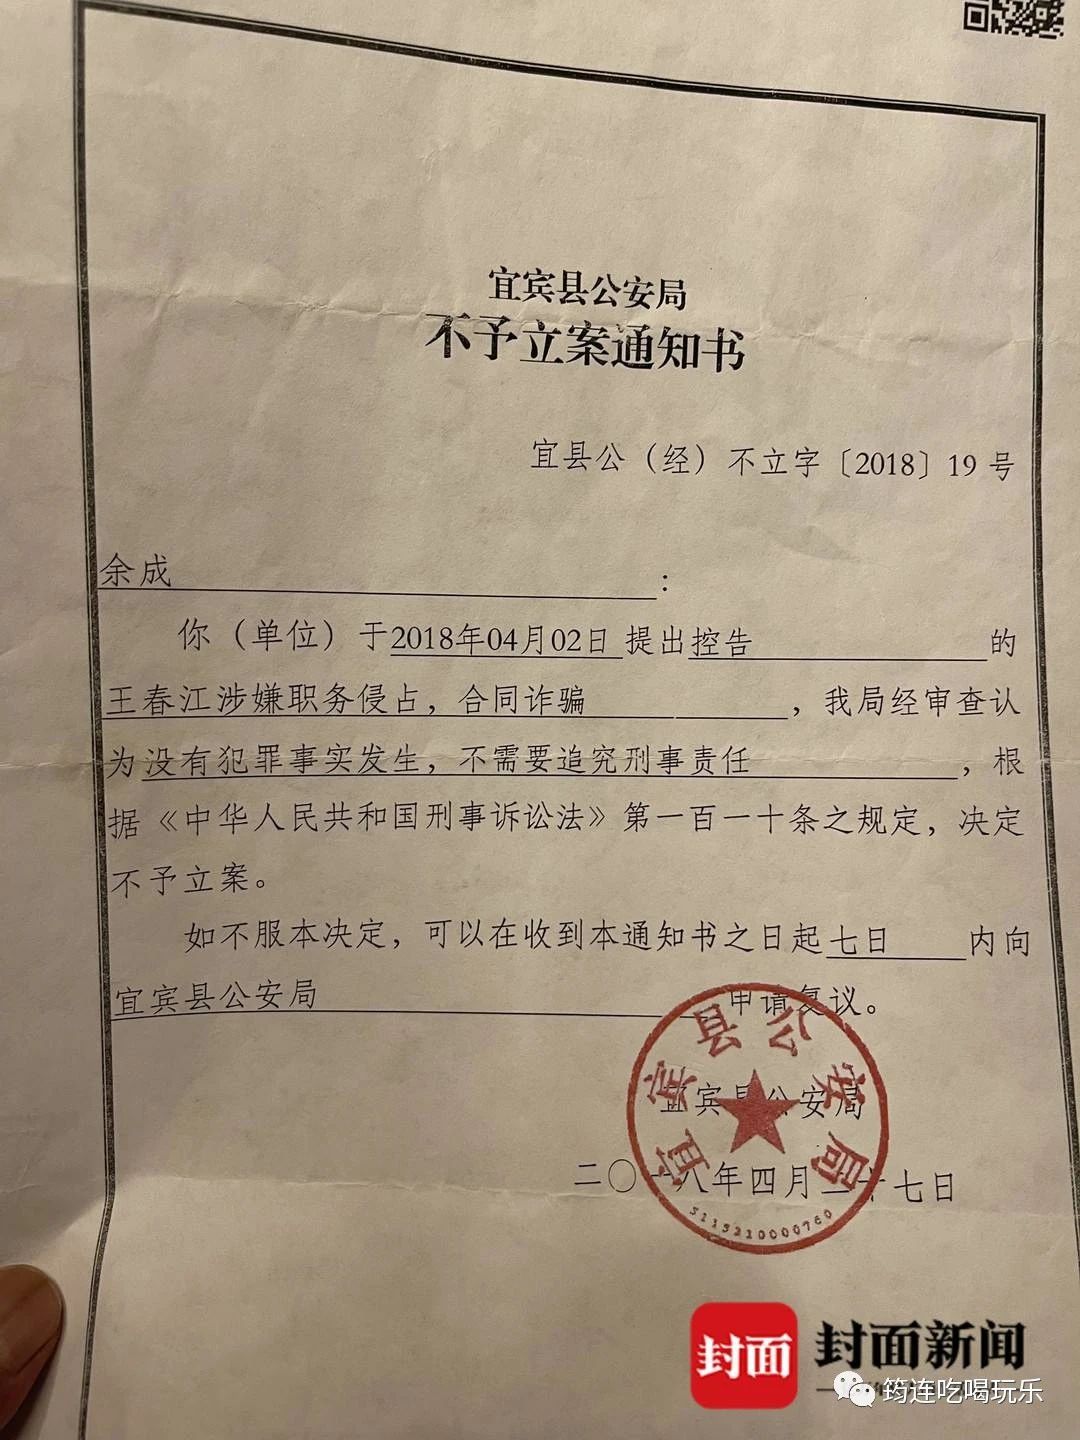 宜宾县公安局
不予立案通知书
宜县公（经）不立字〔2018〕19号
余成：
你（单位）于2018年04月02日提出控告的
王春江涉嫌职务侵占，合同诈骗，我局经审查认
为没有犯罪事实发生，不需要追究刑事责任，根
据《中华人民共和国刑事诉讼法》第一百一十条之规定，决定
不予立案。
如不服本决定，可以在收到本通知书之日起七日内向
宜宾县公安局申请复议。
宜宾县公安局
二〇一八年四月二十七日
宜宾县公安局
5115210000760
封面
封面新闻
筠连吃喝玩乐